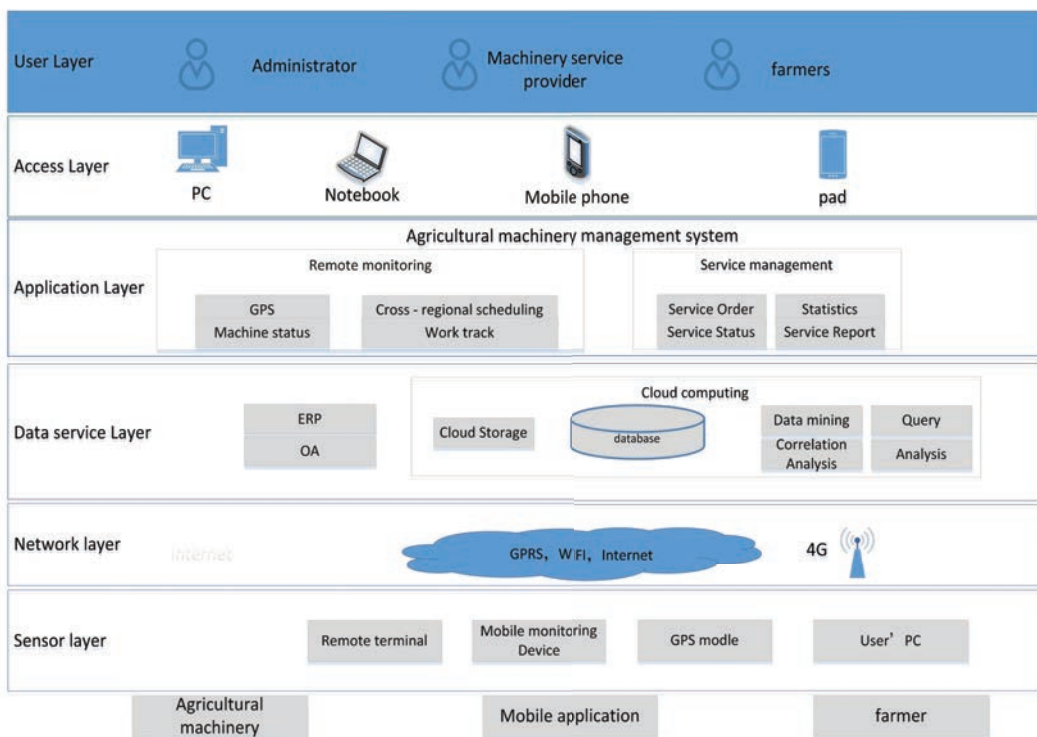 User Layer
Administrator
Machinery service
provider
farmers
Access Layer
PC
Notebook
Mobile phone
pad
Agricultural machinery management system
Application Layer
Remote monitoring
GPS
Machine status
Cross - regional scheduling
Work track
Service management
Service Order
Service Status
Statistics
Service Report
Data service Layer
ERP
OA
Cloud computing
Cloud Storage
database
Data mining
Correlation
Analysis
Query
Analysis
Network layer
internet
GPRS，WIFI，Internet
4G
Sensor layer
Remote terminal
Mobile monitoring
Device
GPS modle
User’ PC
Agricultural
machinery
Mobile application
farmer